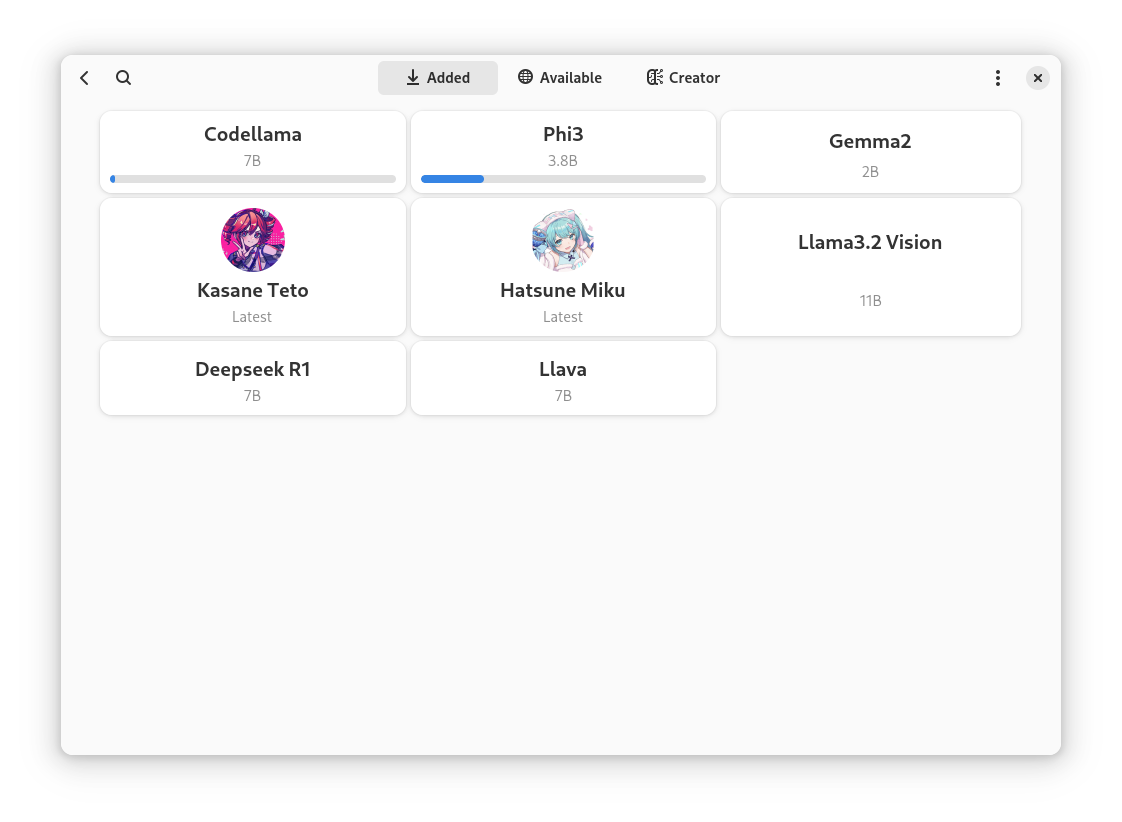 Added
Available
Creator
Codellama
7B
Phi3
3.8B
Gemma2
2B
Kasane Teto
Latest
Hatsune Miku
Latest
Llama3.2 Vision
11B
Deepseek R1
7B
Llava
7B